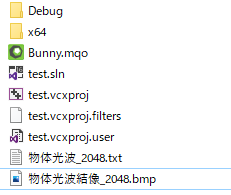 Debug
x64
Bunny.mqo
test.sln
test.vcxproj
test.vcxproj.filters
test.vcxproj.user
物体光波_2048.txt
物体光波結像_2048.bmp